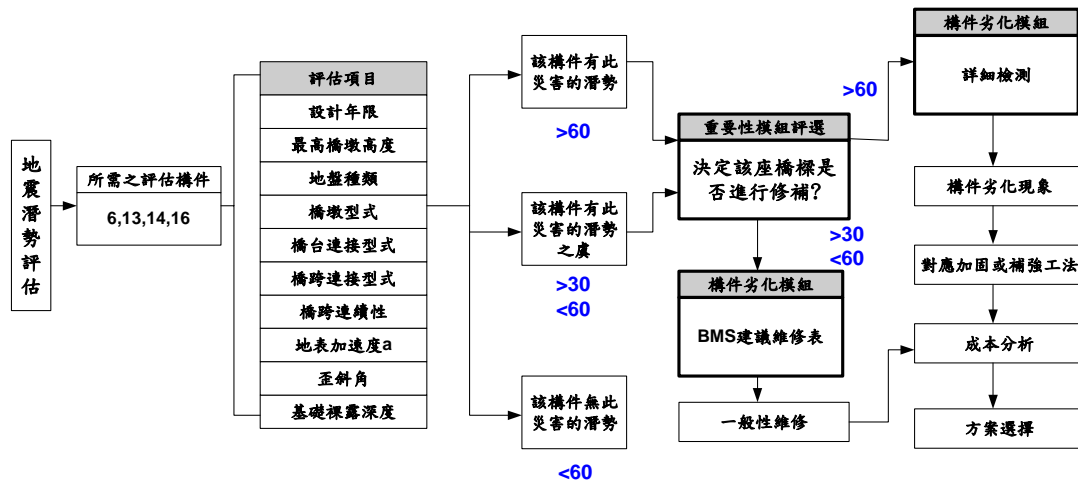 地
震
潛
勢
評
估
所需之評估構件
6,13,14,16
評估項目
設計年限
最高橋墩高度
地盤種類
橋墩型式
橋台連接型式
橋跨連接型式
橋跨連續性
地表加速度a
歪斜角
基礎裸露深度
該構件有此
災害的潛勢
>60
該構件有此
災害的潛勢
之虞
>30
<60
該構件無此
災害的潛勢
<60
重要性模組評選
決定該座橋樑是
否進行修補?
>60
>30
<60
構件劣化模組
BMS建議維修表
一般性維修
構件劣化模組
詳細檢測
構件劣化現象
對應加固或補強工法
成本分析
方案選擇